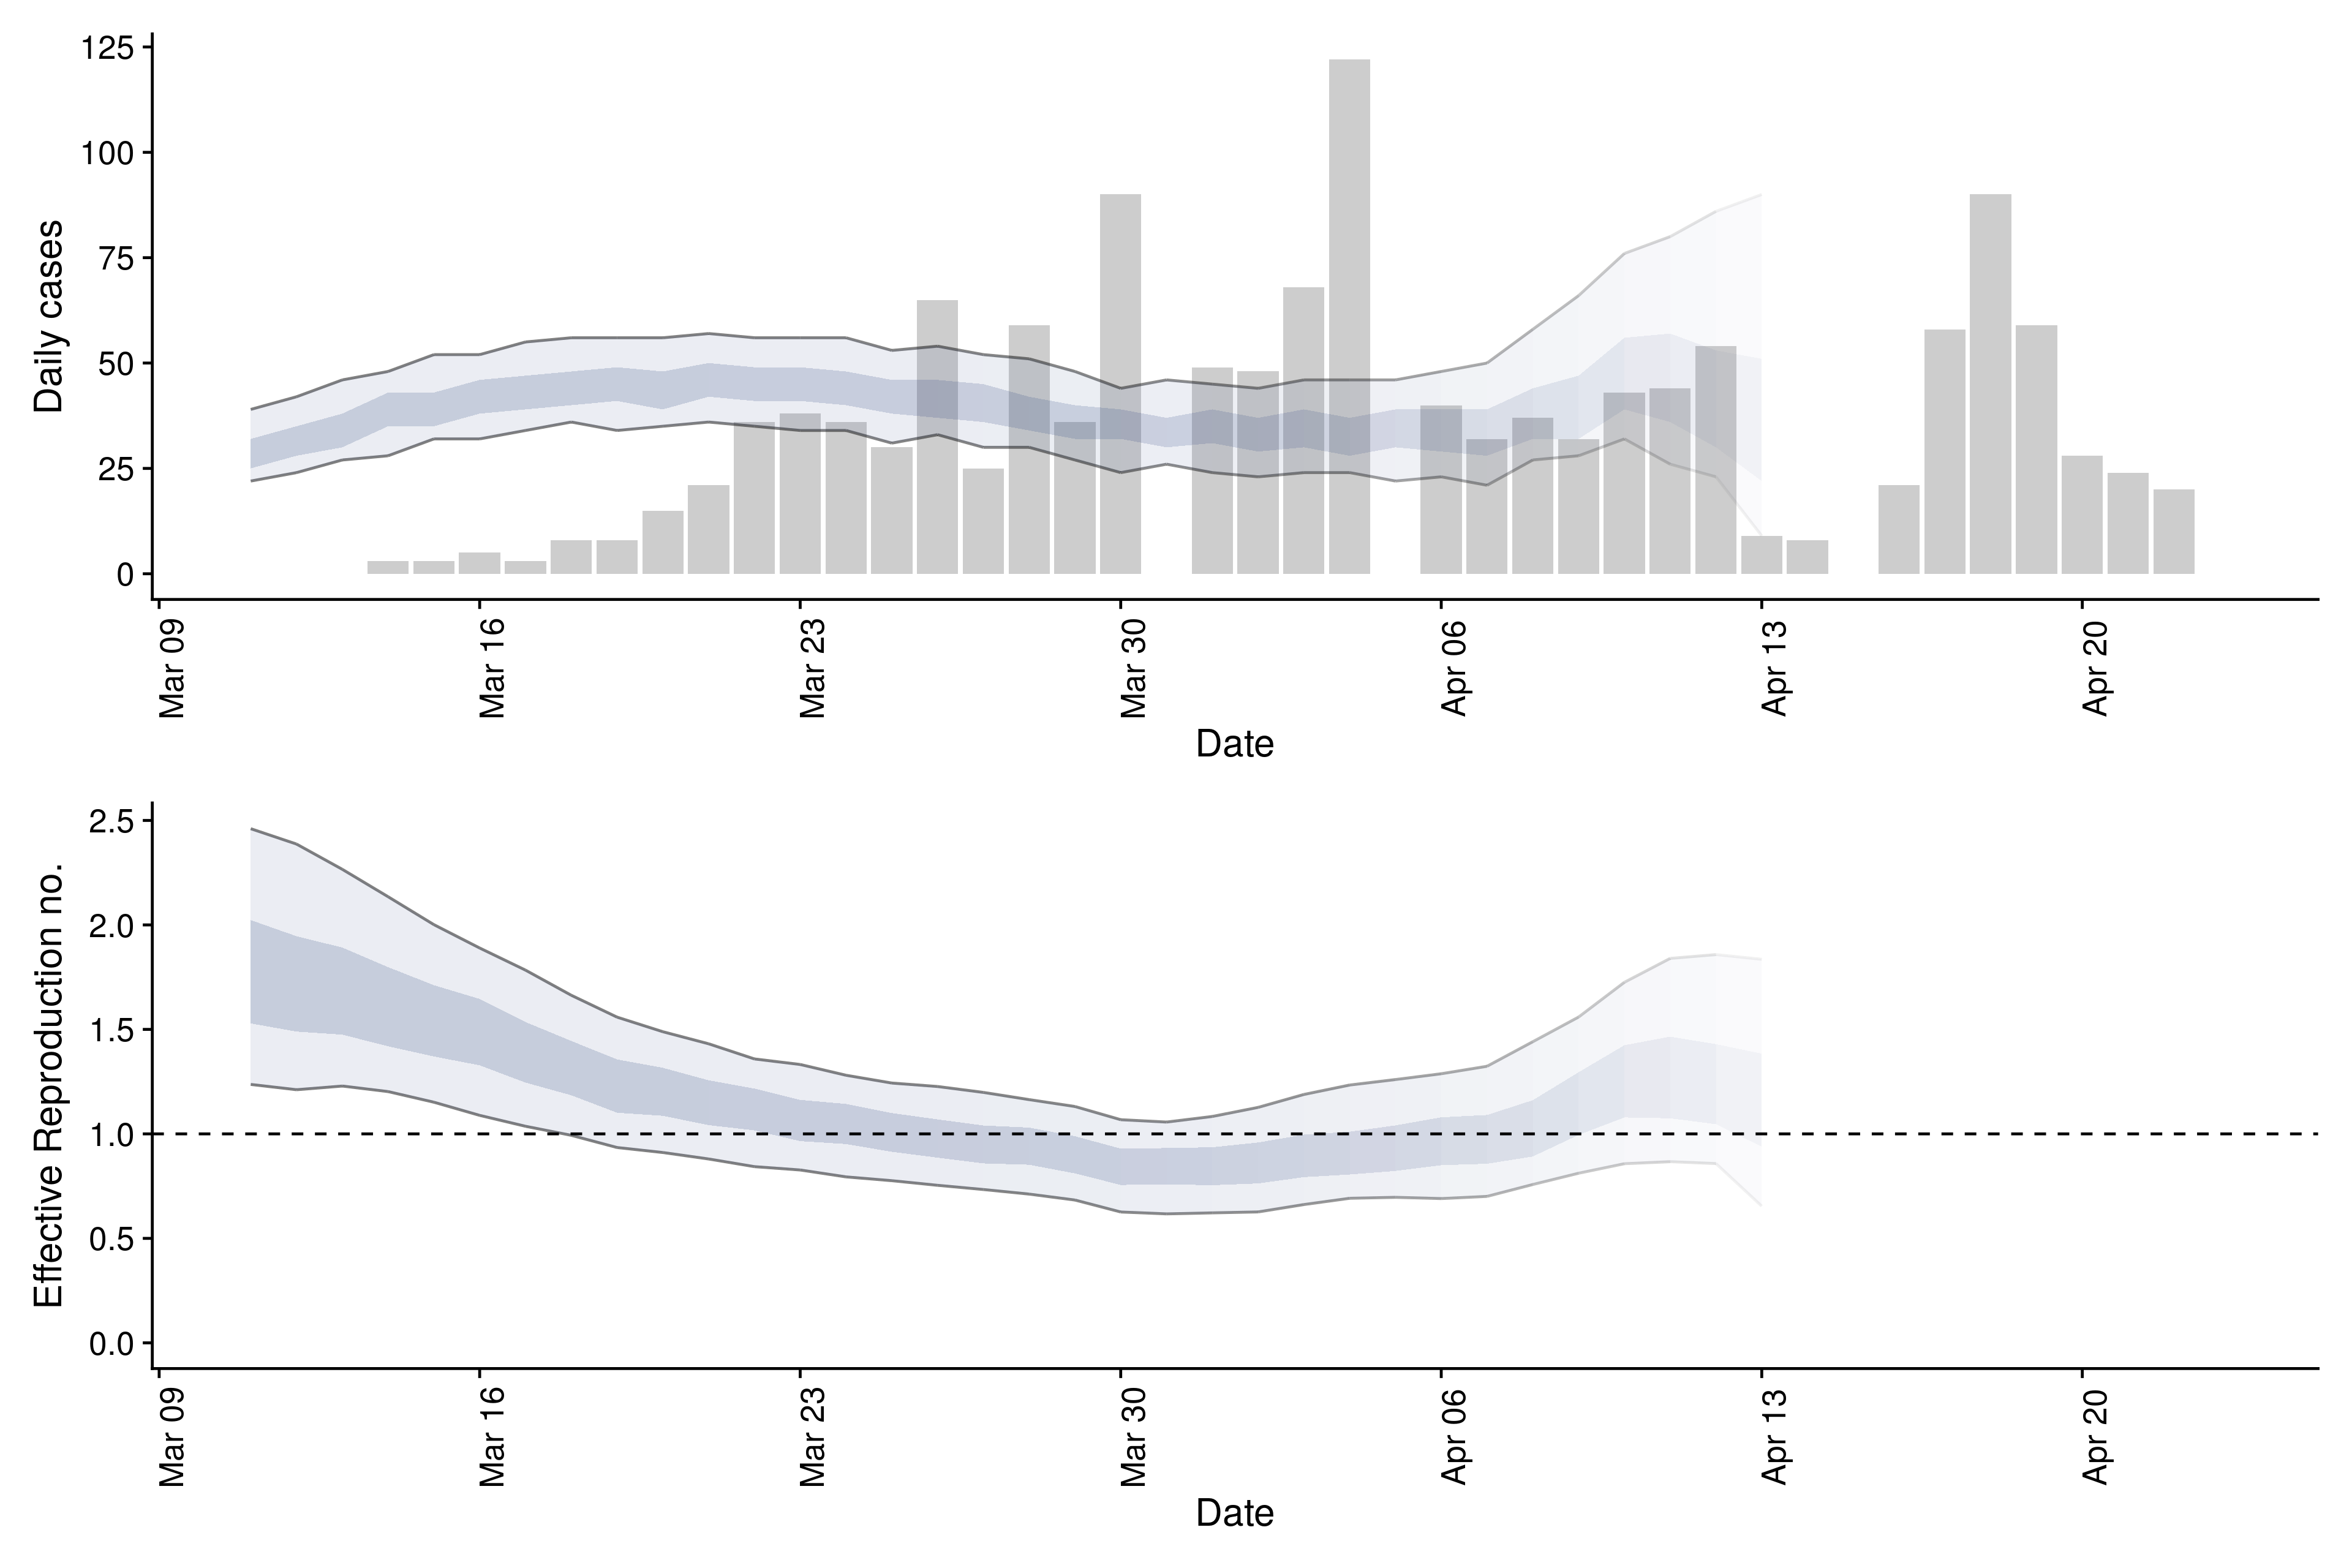 Daily cases
125
100
75
50
25
0
Mar 09
Mar 16
Mar 23
Mar 30
Apr 06
Apr 13
Apr 20
Date
Effective Reproduction no.
2.5
2.0
1.5
1.0
0.5
0.0
Mar 09
Mar 16
Mar 23
Mar 30
Apr 06
Apr 13
Apr 20
Date